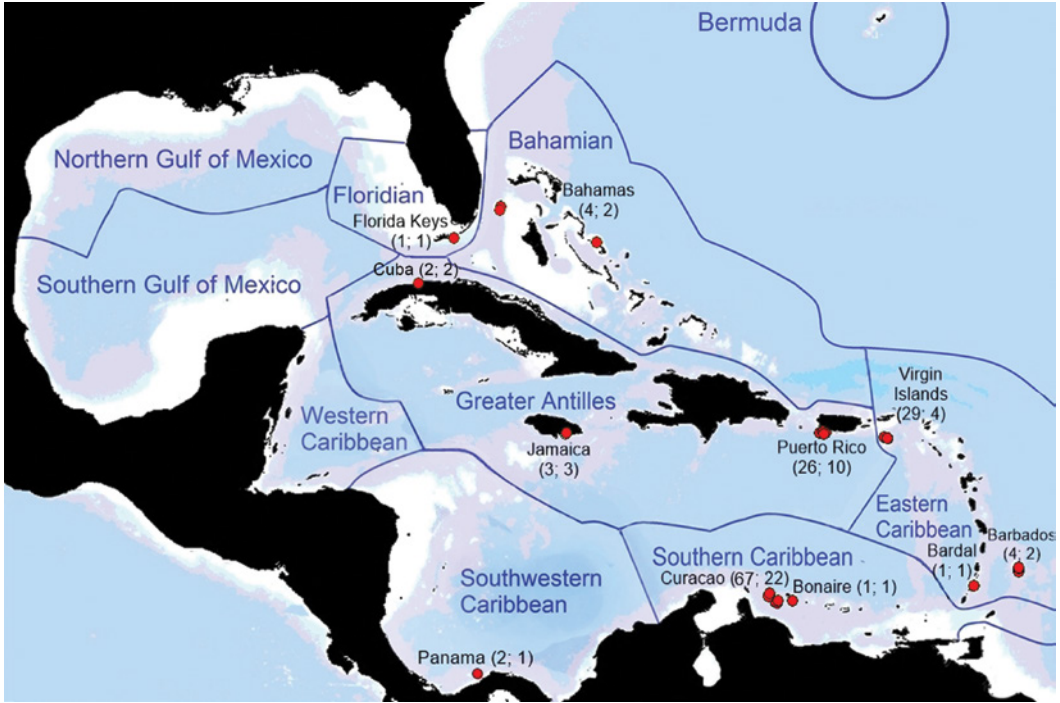 Bermuda
Bahamian
Northern Gulf of Mexico
Floridian
Bahamas
(4; 2)
Florida Keys
(1; 1)
Cuba (2; 2)
Southern Gulf of Mexico
Virgin
Islands
(29; 4)
Greater Antilles
Western
Caribbean
Jamaica
(3; 3)
Puerto Rico
(26; 10)
Eastern
Caribbean
Barbados
(4; 2)
Bardal
(1; 1)
Southern Caribbean
Curacao (67; 22)
Bonaire (1; 1)
Southwestern
Caribbean
Panama (2; 1)